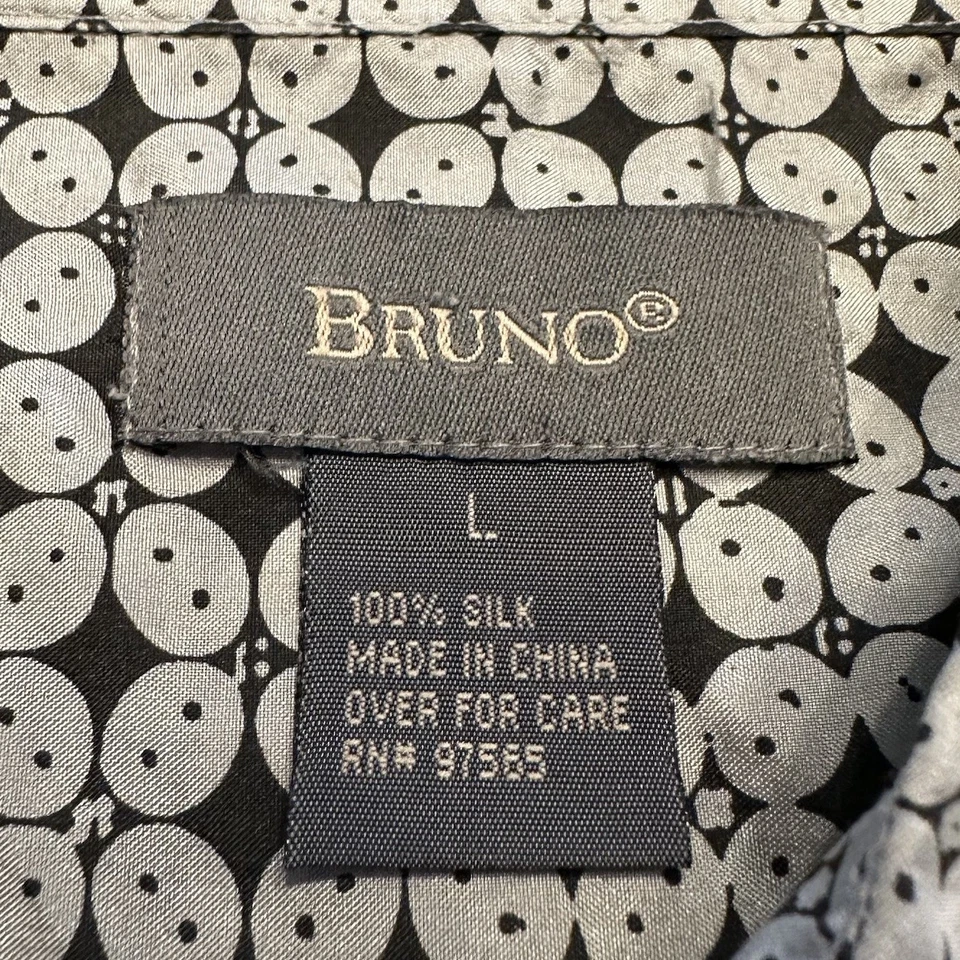 BRUNO®
L
100% SILK
MADE IN CHINA
OVER FOR CARE
RN# 97565